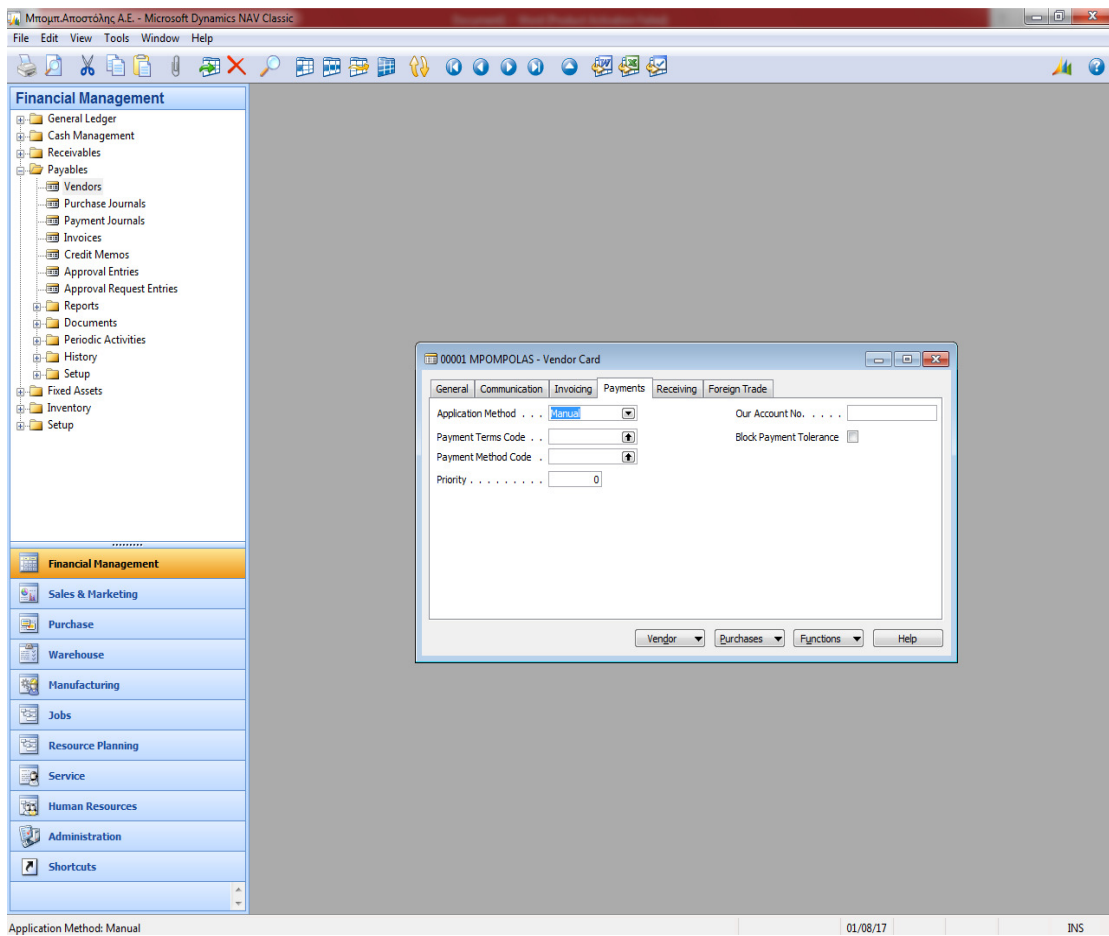 Μπομπ.Αποστόλης Α.Ε. - Microsoft Dynamics NAV Classic
File Edit View Tools Window Help
Financial Management
General Ledger
Cash Management
Receivables
Payables
Vendors
Purchase Journals
Payment Journals
Invoices
Credit Memos
Approval Entries
Approval Request Entries
Reports
Documents
Periodic Activities
History
Setup
Fixed Assets
Inventory
Setup
Financial Management
Sales & Marketing
Purchase
Warehouse
Manufacturing
Jobs
Resource Planning
Service
Human Resources
Administration
Shortcuts
00001 MPOMPOLAS - Vendor Card
General Communication Invoicing Payments Receiving Foreign Trade
Application Method . . . Manual Our Account No. . . . .
Payment Terms Code . . Block Payment Tolerance
Payment Method Code .
Priority . . . . . . . . . 0
Vendor Purchases Functions Help
Application Method: Manual 01/08/17 INS